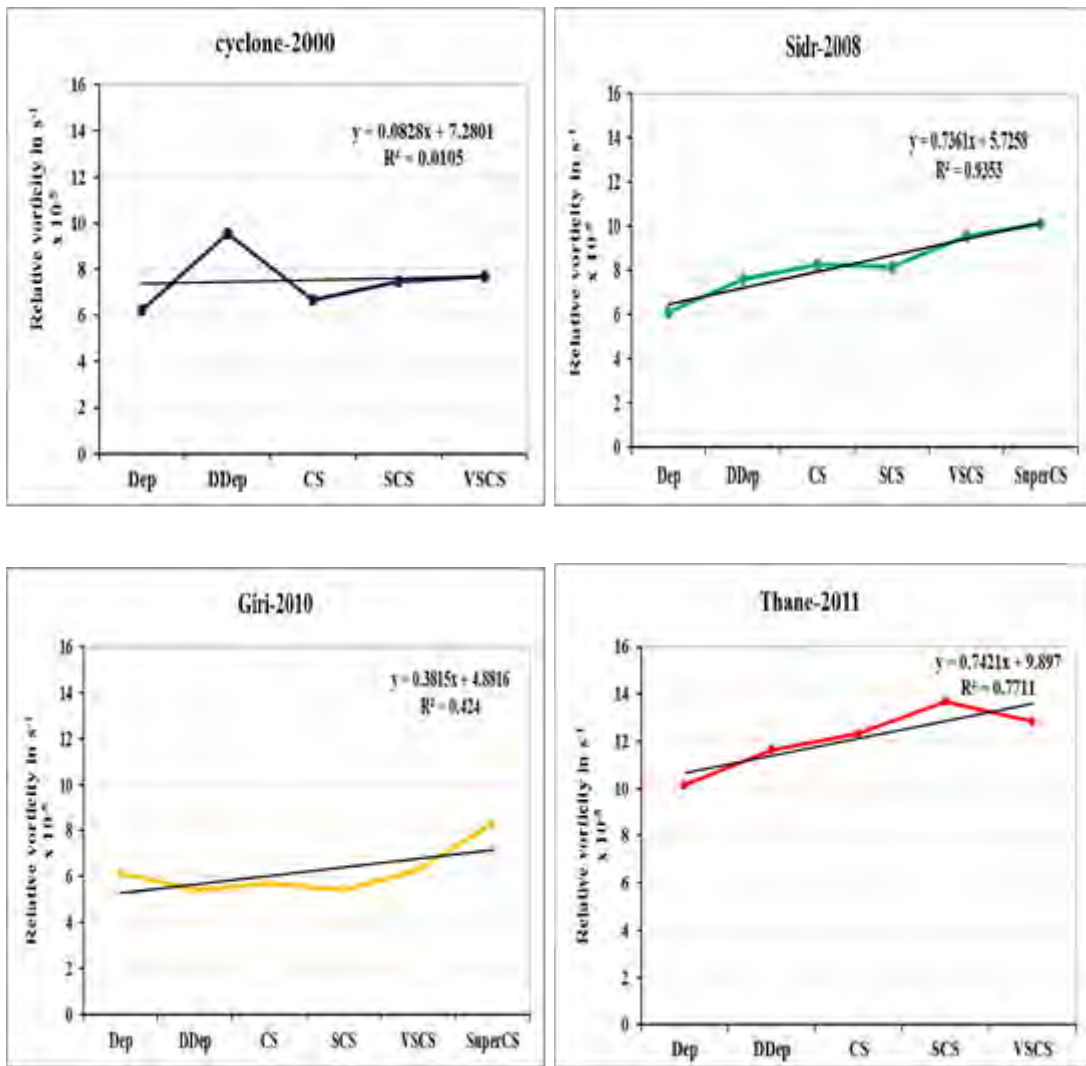 cyclone-2000
Relative vorticity in s⁻¹
x 10⁻⁵
16
14
12
10
8
6
4
2
0
y = 0.0828x + 7.2801
R² = 0.0105
Dep DDep CS SCS VSCS
Sidr-2008
Relative vorticity in s⁻¹
x 10⁻⁵
16
14
12
10
8
6
4
2
0
y = 0.7361x + 5.7258
R² = 0.9353
Dep DDep CS SCS VSCS SuperCS
Giri-2010
Relative vorticity in s⁻¹
x 10⁻⁵
16
14
12
10
8
6
4
2
0
y = 0.3815x + 4.8816
R² = 0.424
Dep DDep CS SCS VSCS SuperCS
Thane-2011
Relative vorticity in s⁻¹
x 10⁻⁵
16
14
12
10
8
6
4
2
0
y = 0.7421x + 9.897
R² = 0.7711
Dep DDep CS SCS VSCS